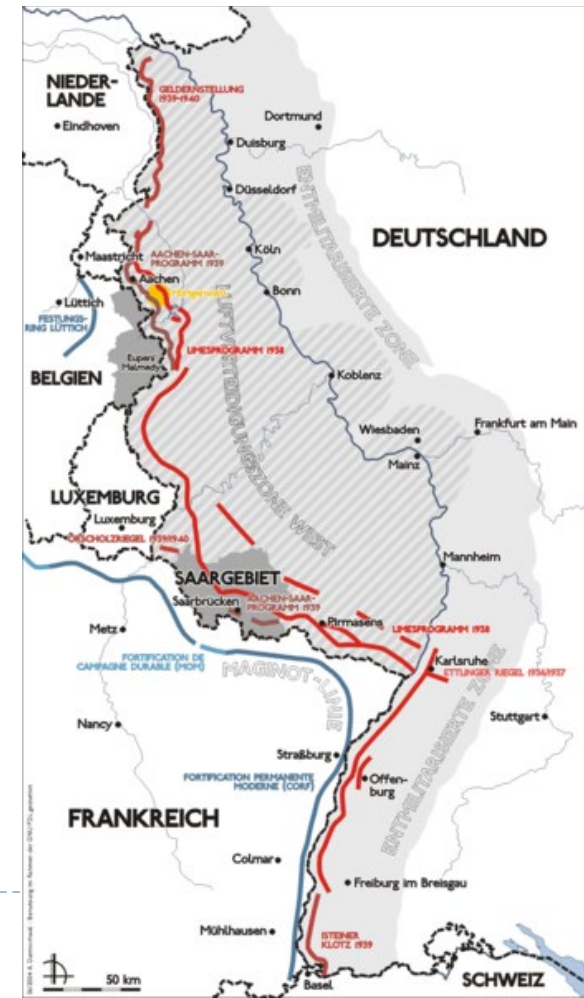 NIEDER-
LANDE
Eindhoven
GELDERNSTELLUNG
1939-1940
Dortmund
Duisburg
Düsseldorf
ENTMILITARISIERTE ZONE
DEUTSCHLAND
Köln
Bonn
Maastricht
AACHEN-SAAR-
PROGRAMM 1939
Aachen
Hürtgenwald
Lüttich
FESTUNGS-
RING LÜTTICH
LIMESPROGRAMM 1938
Eupen/
Malmedy
BELGIEN
LUFTVERTEIDIGUNGSZONE WEST
Koblenz
Wiesbaden
Frankfurt am Main
Mainz
LUXEMBURG
Luxemburg
ORSCHOLZRIEGEL 1939/1940
Mannheim
SAARGEBIET
Saarbrücken
AACHEN-SAAR-
PROGRAMM 1939
Pirmasens
LIMESPROGRAMM 1938
Metz
FORTIFICATION DE
CAMPAGNE DURABLE (MOM)
MAGINOT-LINIE
Karlsruhe
ETTLINGER RIEGEL 1936/1937
Nancy
Stuttgart
Straßburg
ENTMILITARISIERTE ZONE
FORTIFICATION PERMANENTE
MODERNE (CORF)
Offen-
burg
FRANKREICH
Colmar
Freiburg im Breisgau
Mühlhausen
ISTEINER
KLOTZ 1939
50 km
Basel
SCHWEIZ